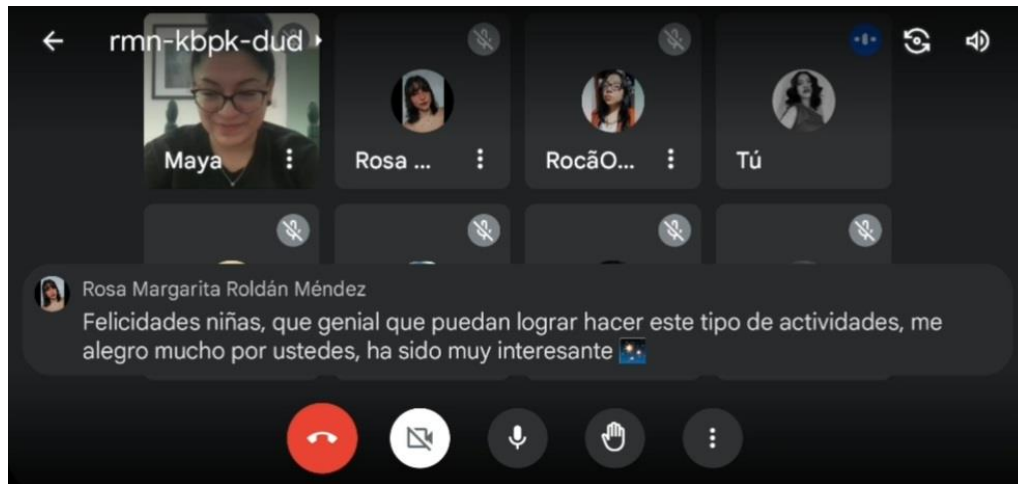 rmn-kbpk-dud
Maya
Rosa ...
RocãO...
Tú
Rosa Margarita Roldán Méndez
Felicidades niñas, que genial que puedan lograr hacer este tipo de actividades, me
alegro mucho por ustedes, ha sido muy interesante 🌠